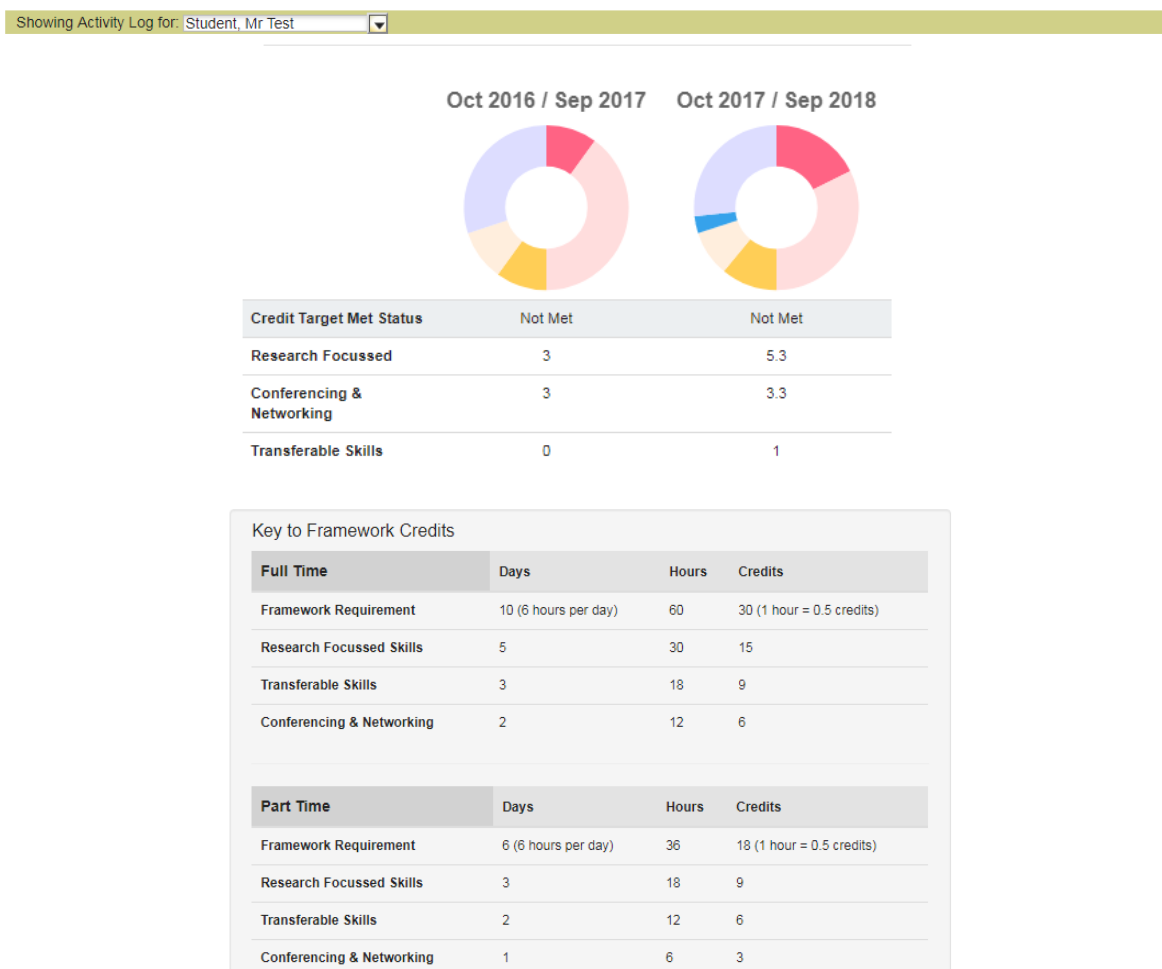 Showing Activity Log for: Student, Mr Test
Oct 2016 / Sep 2017 Oct 2017 / Sep 2018
Credit Target Met Status Not Met Not Met
Research Focussed 3 5.3
Conferencing & 3 3.3
Networking
Transferable Skills 0 1
Key to Framework Credits
Full Time Days Hours Credits
Framework Requirement 10 (6 hours per day) 60 30 (1 hour = 0.5 credits)
Research Focussed Skills 5 30 15
Transferable Skills 3 18 9
Conferencing & Networking 2 12 6
Part Time Days Hours Credits
Framework Requirement 6 (6 hours per day) 36 18 (1 hour = 0.5 credits)
Research Focussed Skills 3 18 9
Transferable Skills 2 12 6
Conferencing & Networking 1 6 3